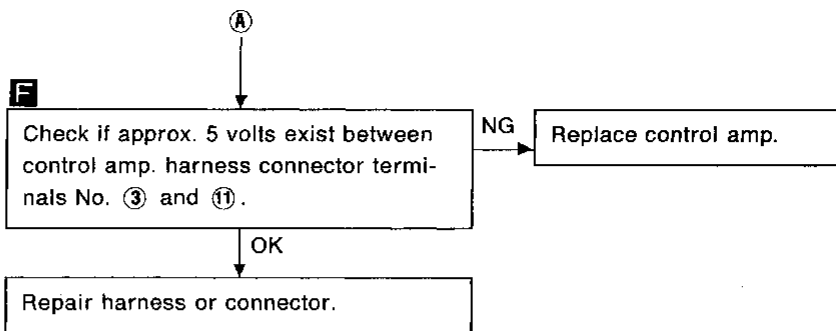 Ⓐ
F
Check if approx. 5 volts exist between
control amp. harness connector termi-
nals No. ③ and ⑪.
NG
Replace control amp.
OK
Repair harness or connector.